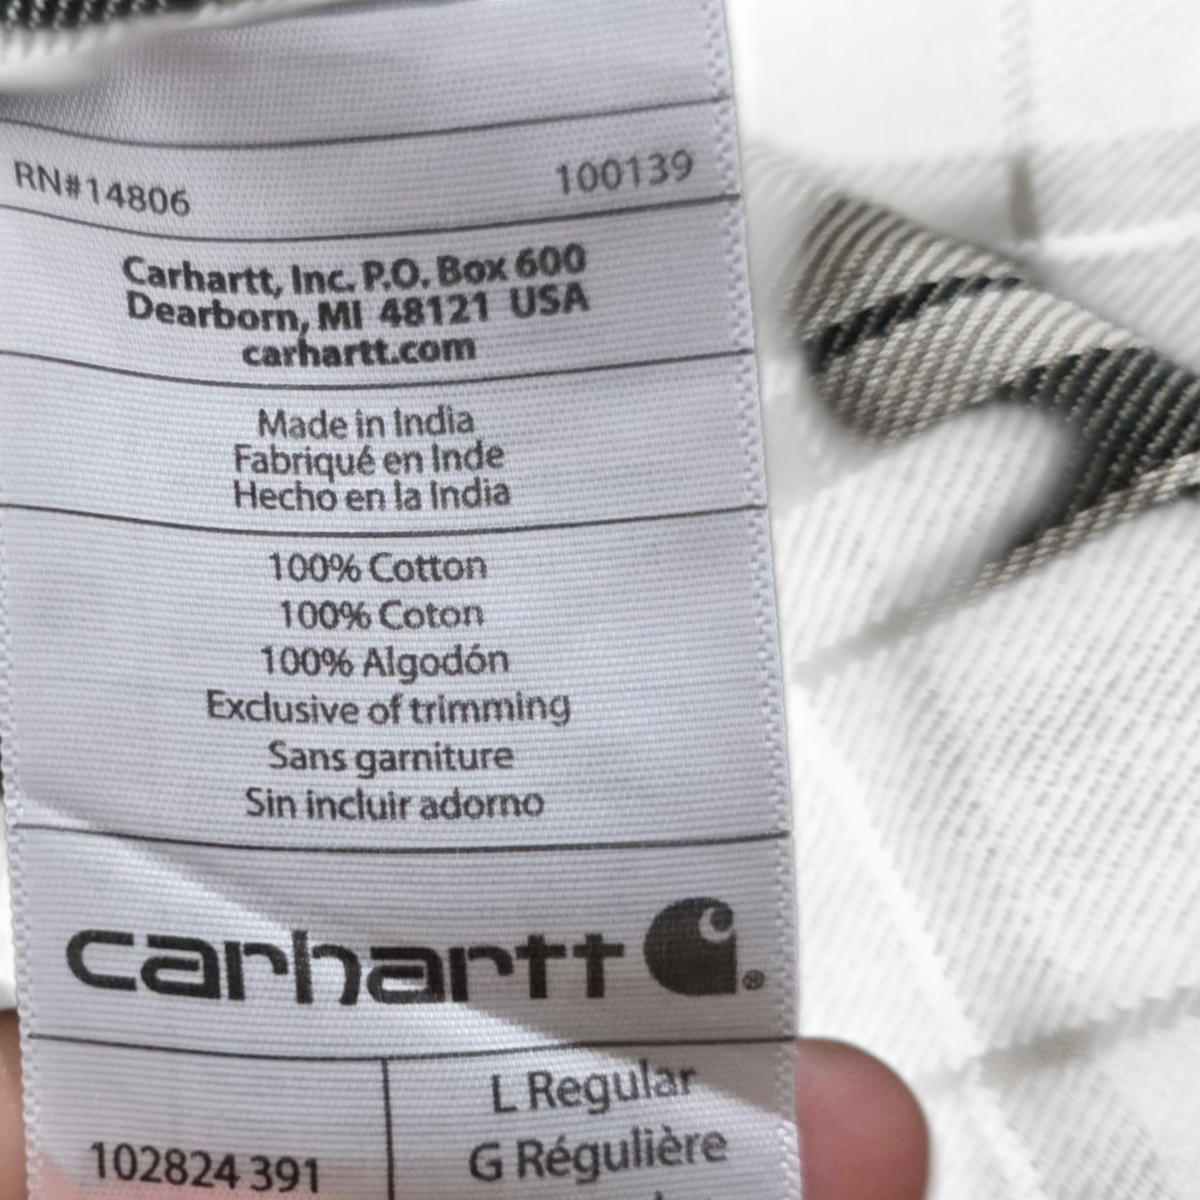 RN#14806 100139
Carhartt, Inc. P.O. Box 600
Dearborn, MI 48121 USA
carhartt.com
Made in India
Fabriqué en Inde
Hecho en la India
100% Cotton
100% Coton
100% Algodón
Exclusive of trimming
Sans garniture
Sin incluir adorno
carhartt ®
L Regular
102824 391 G Régulière